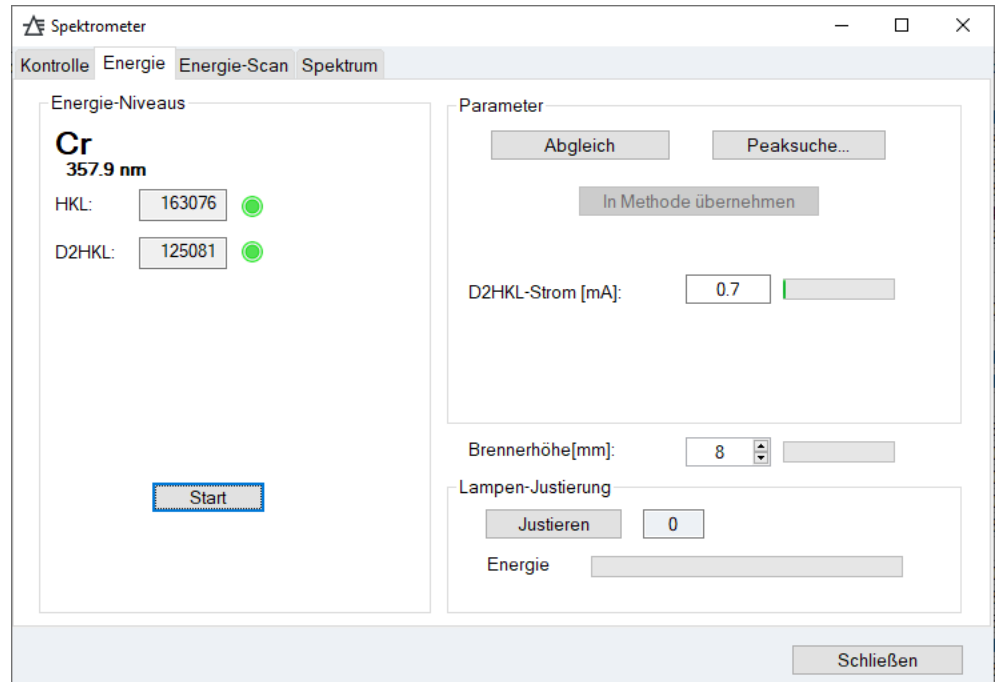 Spektrometer
Kontrolle Energie Energie-Scan Spektrum
Energie-Niveaus
Cr
357.9 nm
HKL: 163076
D2HKL: 125081
Start
Parameter
Abgleich Peaksuche...
In Methode übernehmen
D2HKL-Strom [mA]: 0.7
Brennerhöhe[mm]: 8
Lampen-Justierung
Justieren 0
Energie
Schließen